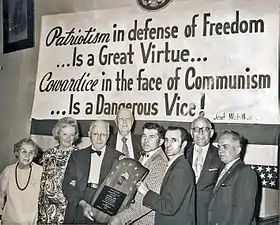 Patriotism in defense of Freedom
...Is a Great Virtue...
Cowardice in the face of Communism
...Is a Dangerous Vice!